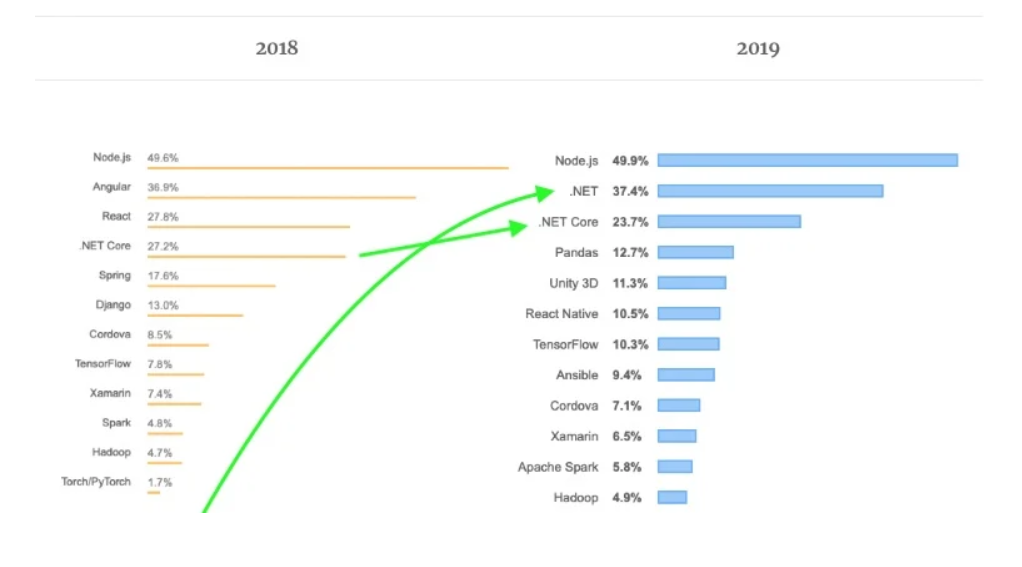 2018
2019
Node.js 49.6%
Angular 36.9%
React 27.8%
.NET Core 27.2%
Spring 17.6%
Django 13.0%
Cordova 8.5%
TensorFlow 7.8%
Xamarin 7.4%
Spark 4.8%
Hadoop 4.7%
Torch/PyTorch 1.7%
Node.js 49.9%
.NET 37.4%
.NET Core 23.7%
Pandas 12.7%
Unity 3D 11.3%
React Native 10.5%
TensorFlow 10.3%
Ansible 9.4%
Cordova 7.1%
Xamarin 6.5%
Apache Spark 5.8%
Hadoop 4.9%